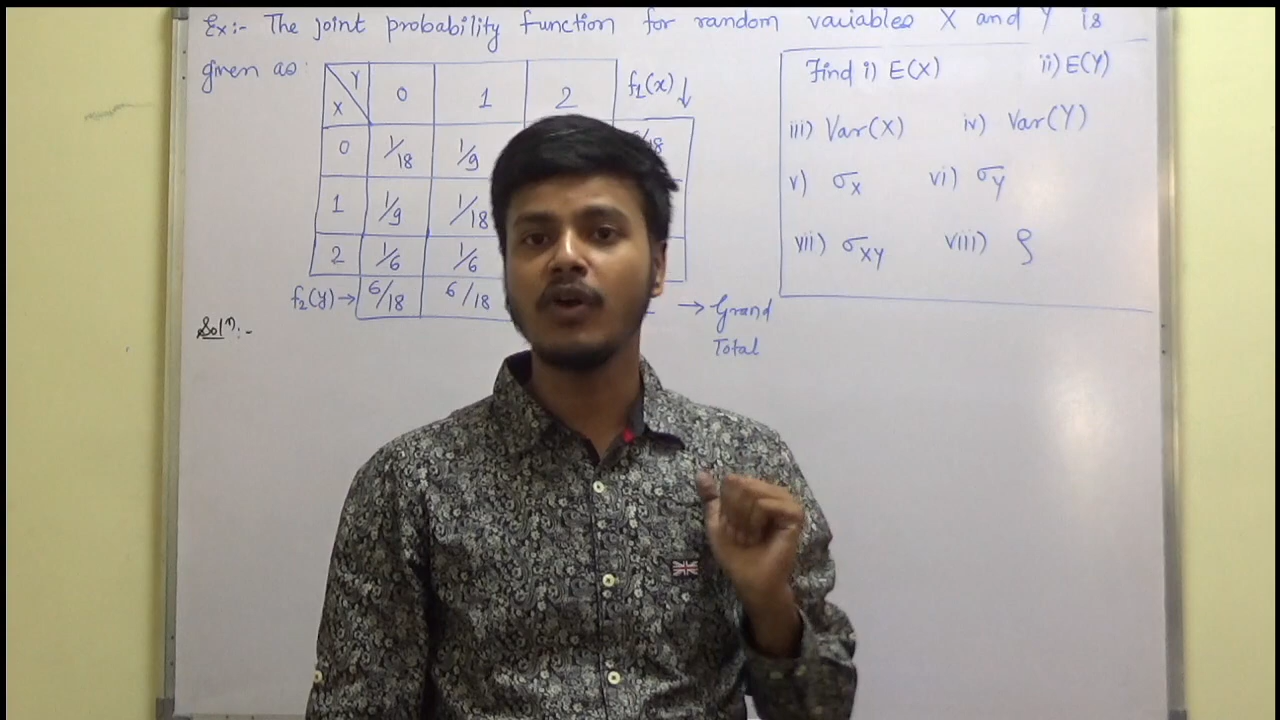 Ex:- The joint probability function for random variables X and Y is
given as:
Y
X
0 1 2 f₁(x) ↓
0 1/18 1/9
1 1/9 1/18
2 1/6 1/6
f₂(y) → 6/18 6/18 → Grand
Total
Find i) E(X) ii) E(Y)
iii) Var(X) iv) Var(Y)
v) σX vi) σY
vii) σXY viii) ρ
Solⁿ:-